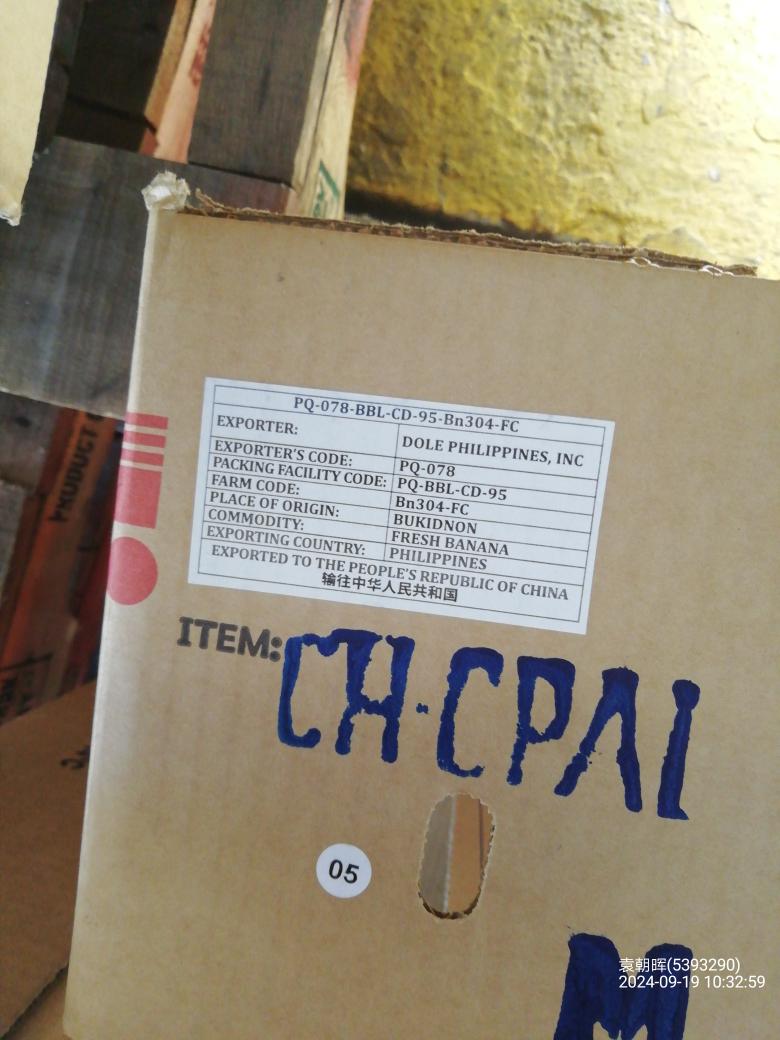 PRODUCT
PQ-078-BBL-CD-95-Bn304-FC
EXPORTER: DOLE PHILIPPINES, INC
EXPORTER'S CODE: PQ-078
PACKING FACILITY CODE: PQ-BBL-CD-95
FARM CODE: Bn304-FC
PLACE OF ORIGIN: BUKIDNON
COMMODITY: FRESH BANANA
EXPORTING COUNTRY: PHILIPPINES
EXPORTED TO THE PEOPLE'S REPUBLIC OF CHINA
输往中华人民共和国
ITEM: CH-CPA1
05
M
袁朝晖(5393290)
2024-09-19 10:32:59